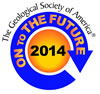 The Geological Society of America®
ON TO THE FUTURE
2014